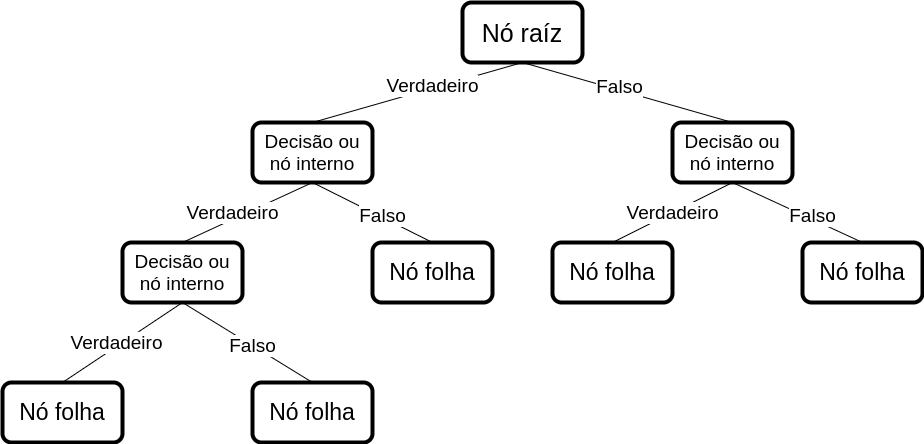 Nó raíz
Verdadeiro
Falso
Decisão ou
nó interno
Decisão ou
nó interno
Verdadeiro
Falso
Verdadeiro
Falso
Decisão ou
nó interno
Nó folha
Nó folha
Nó folha
Verdadeiro
Falso
Nó folha
Nó folha